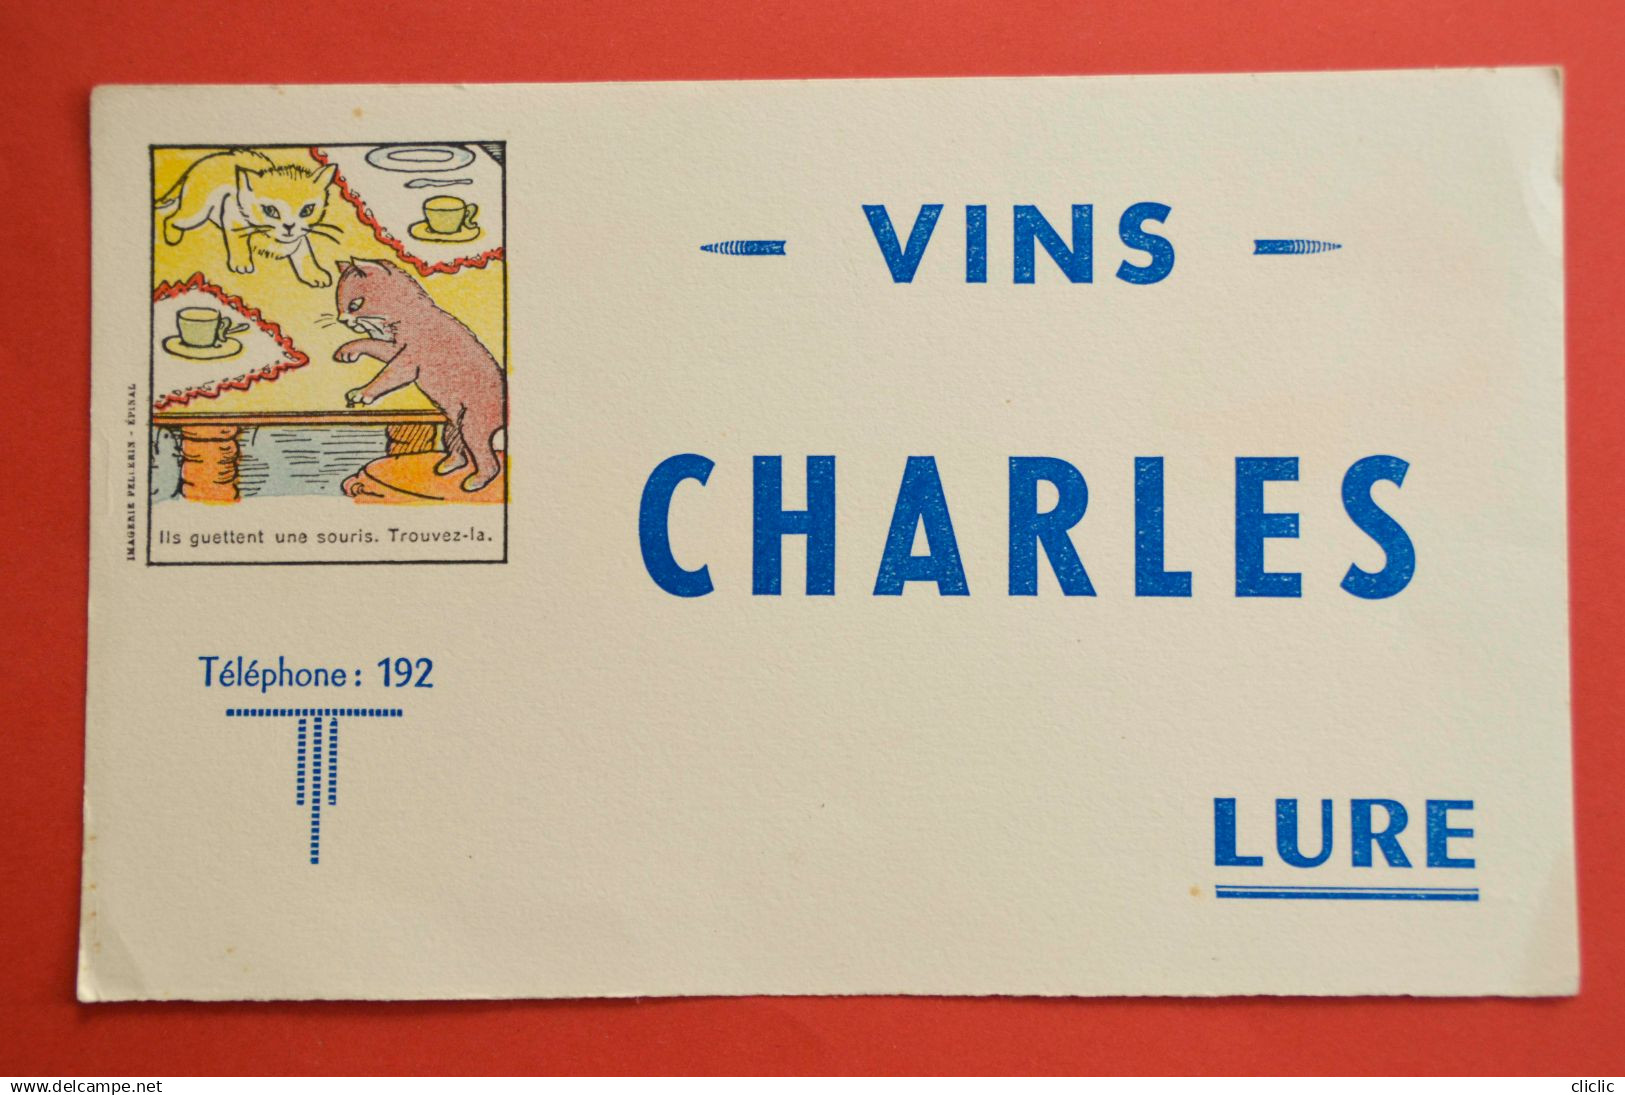 VINS
CHARLES
LURE
IMAGERIE PELLERIN - ÉPINAL
Ils guettent une souris. Trouvez-la.
Téléphone : 192
www.delcampe.net
cliclic